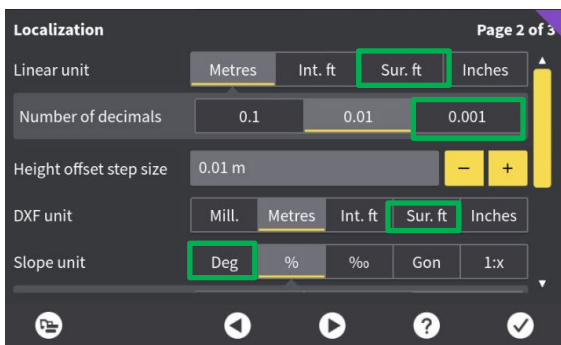 Localization Page 2 of 3
Linear unit Metres Int. ft Sur. ft Inches
Number of decimals 0.1 0.01 0.001
Height offset step size 0.01 m − +
DXF unit Mill. Metres Int. ft Sur. ft Inches
Slope unit Deg % ‰ Gon 1:x
?